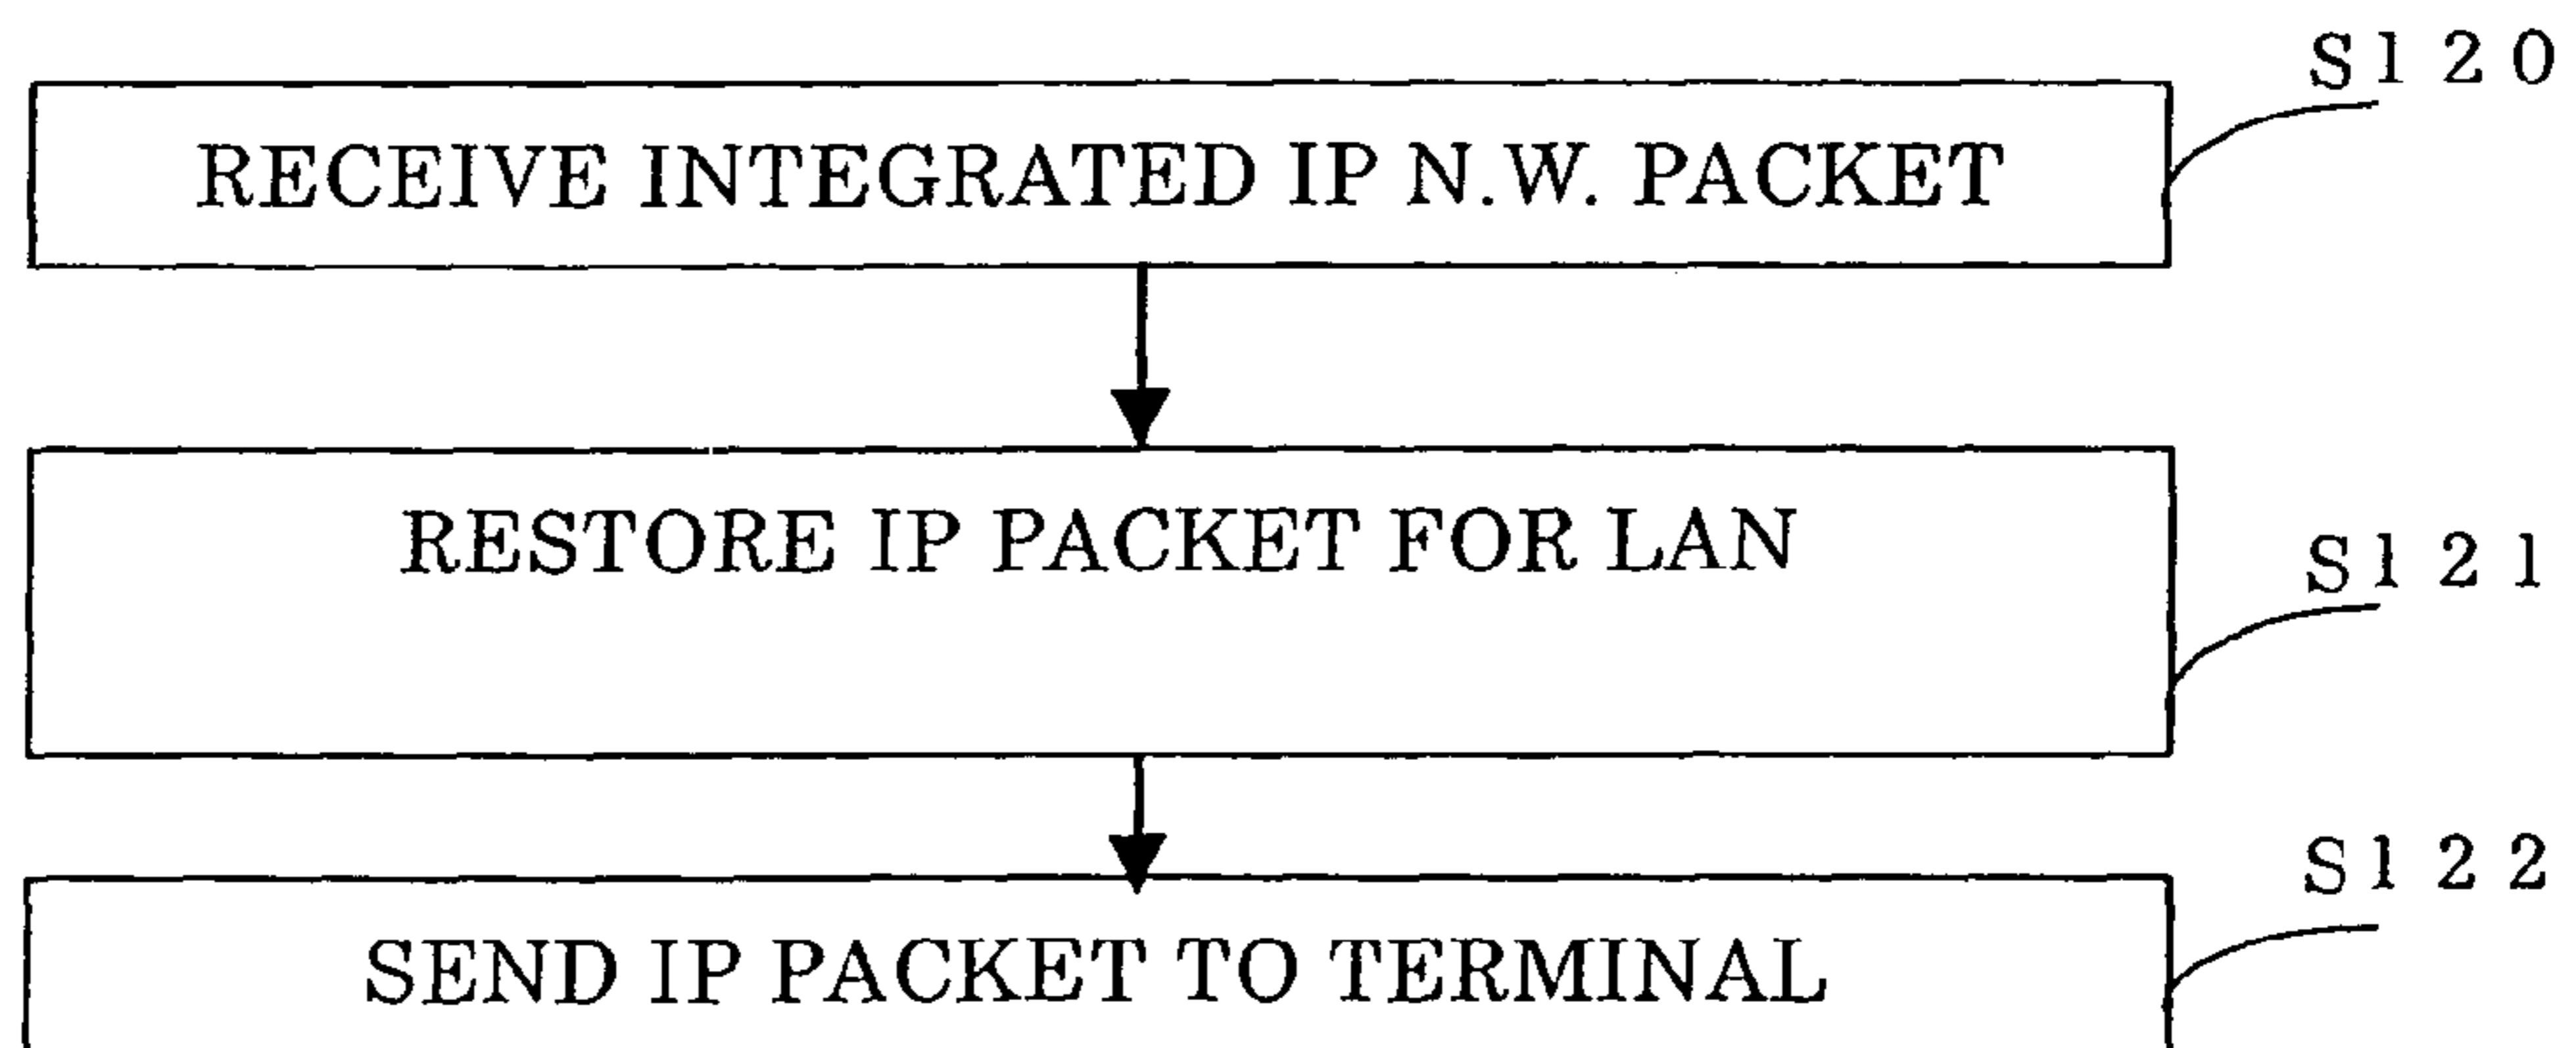 S120
RECEIVE INTEGRATED IP N.W. PACKET
RESTORE IP PACKET FOR LAN
S121
S122
SEND IP PACKET TO TERMINAL